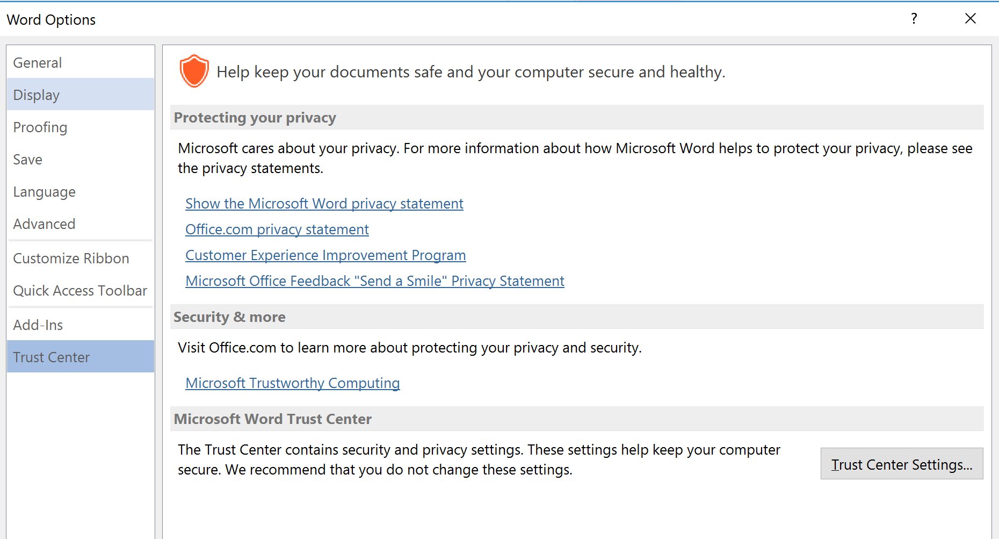 Word Options
?
General
Display
Proofing
Save
Language
Advanced
Customize Ribbon
Quick Access Toolbar
Add-Ins
Trust Center
Help keep your documents safe and your computer secure and healthy.
Protecting your privacy
Microsoft cares about your privacy. For more information about how Microsoft Word helps to protect your privacy, please see
the privacy statements.
Show the Microsoft Word privacy statement
Office.com privacy statement
Customer Experience Improvement Program
Microsoft Office Feedback "Send a Smile" Privacy Statement
Security & more
Visit Office.com to learn more about protecting your privacy and security.
Microsoft Trustworthy Computing
Microsoft Word Trust Center
The Trust Center contains security and privacy settings. These settings help keep your computer
secure. We recommend that you do not change these settings.
Trust Center Settings...